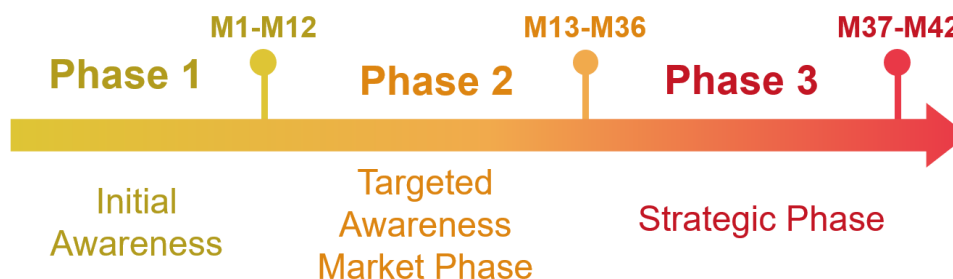 M1-M12
M13-M36
M37-M42
Phase 1
Phase 2
Phase 3
Initial
Awareness
Targeted
Awareness
Market Phase
Strategic Phase